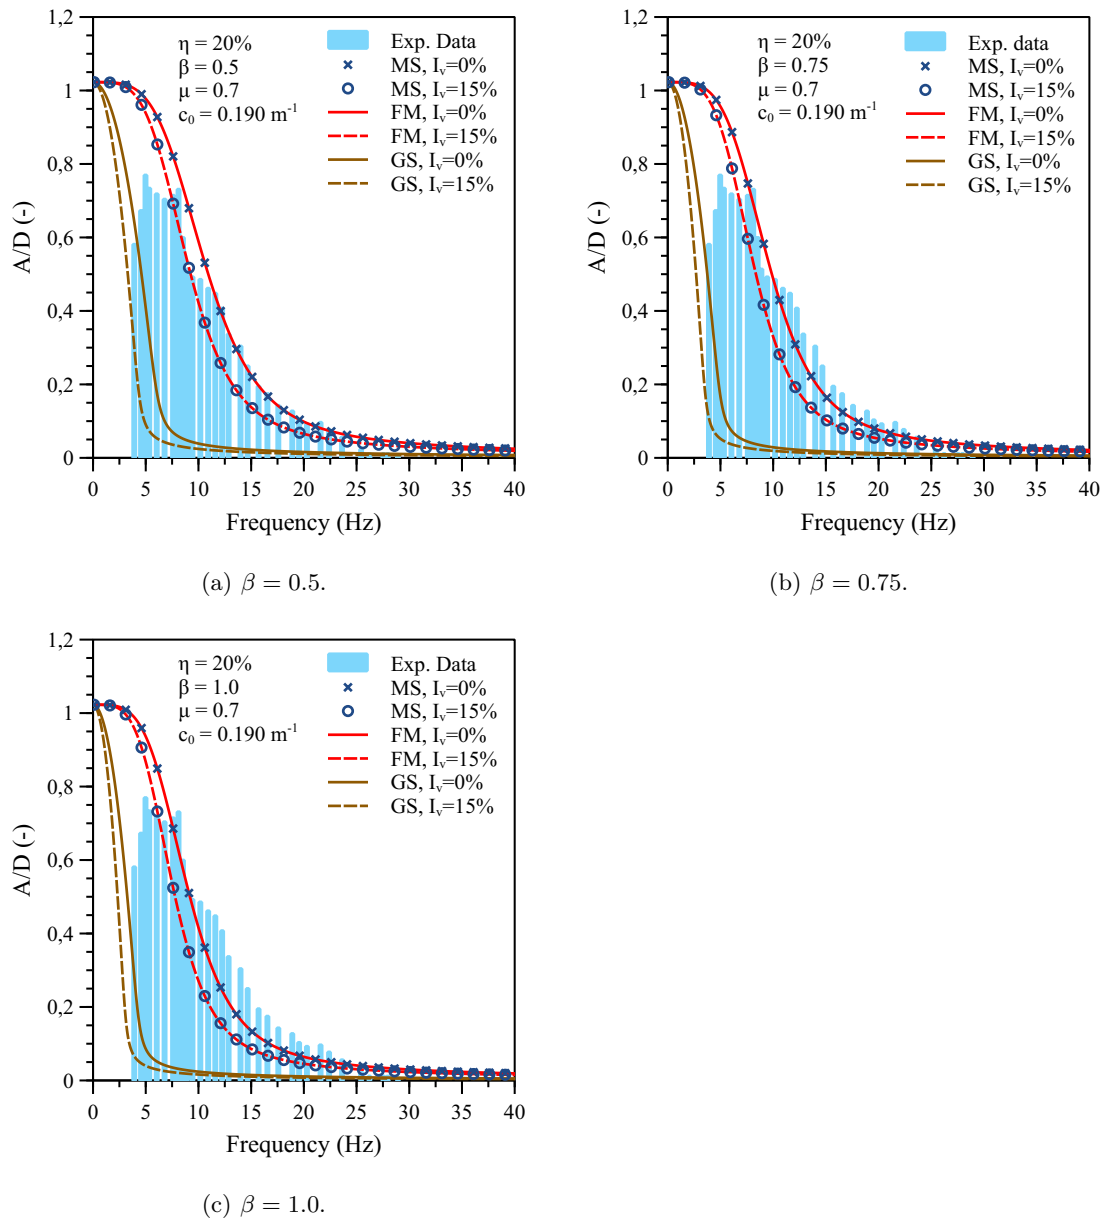 1,2
1
0,8
0,6
0,4
0,2
0
A/D (-)
η = 20%
β = 0.5
μ = 0.7
c₀ = 0.190 m⁻¹
Exp. Data
MS, Iᵥ=0%
MS, Iᵥ=15%
FM, Iᵥ=0%
FM, Iᵥ=15%
GS, Iᵥ=0%
GS, Iᵥ=15%
0 5 10 15 20 25 30 35 40
Frequency (Hz)
(a) β = 0.5.
1,2
1
0,8
0,6
0,4
0,2
0
A/D (-)
η = 20%
β = 0.75
μ = 0.7
c₀ = 0.190 m⁻¹
Exp. data
MS, Iᵥ=0%
MS, Iᵥ=15%
FM, Iᵥ=0%
FM, Iᵥ=15%
GS, Iᵥ=0%
GS, Iᵥ=15%
0 5 10 15 20 25 30 35 40
Frequency (Hz)
(b) β = 0.75.
1,2
1
0,8
0,6
0,4
0,2
0
A/D (-)
η = 20%
β = 1.0
μ = 0.7
c₀ = 0.190 m⁻¹
Exp. Data
MS, Iᵥ=0%
MS, Iᵥ=15%
FM, Iᵥ=0%
FM, Iᵥ=15%
GS, Iᵥ=0%
GS, Iᵥ=15%
0 5 10 15 20 25 30 35 40
Frequency (Hz)
(c) β = 1.0.